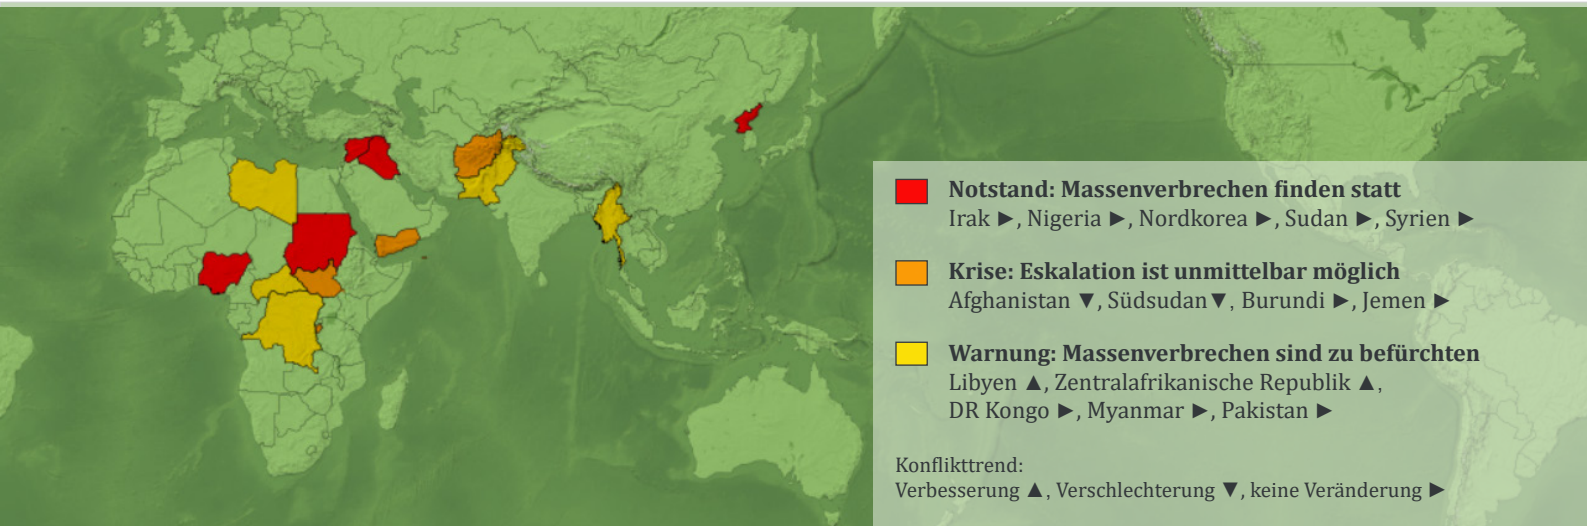 Notstand: Massenverbrechen finden statt
Irak ►, Nigeria ►, Nordkorea ►, Sudan ►, Syrien ►
Krise: Eskalation ist unmittelbar möglich
Afghanistan ▼, Südsudan▼, Burundi ►, Jemen ►
Warnung: Massenverbrechen sind zu befürchten
Libyen ▲, Zentralafrikanische Republik ▲,
DR Kongo ►, Myanmar ►, Pakistan ►
Konflikttrend:
Verbesserung ▲, Verschlechterung ▼, keine Veränderung ►